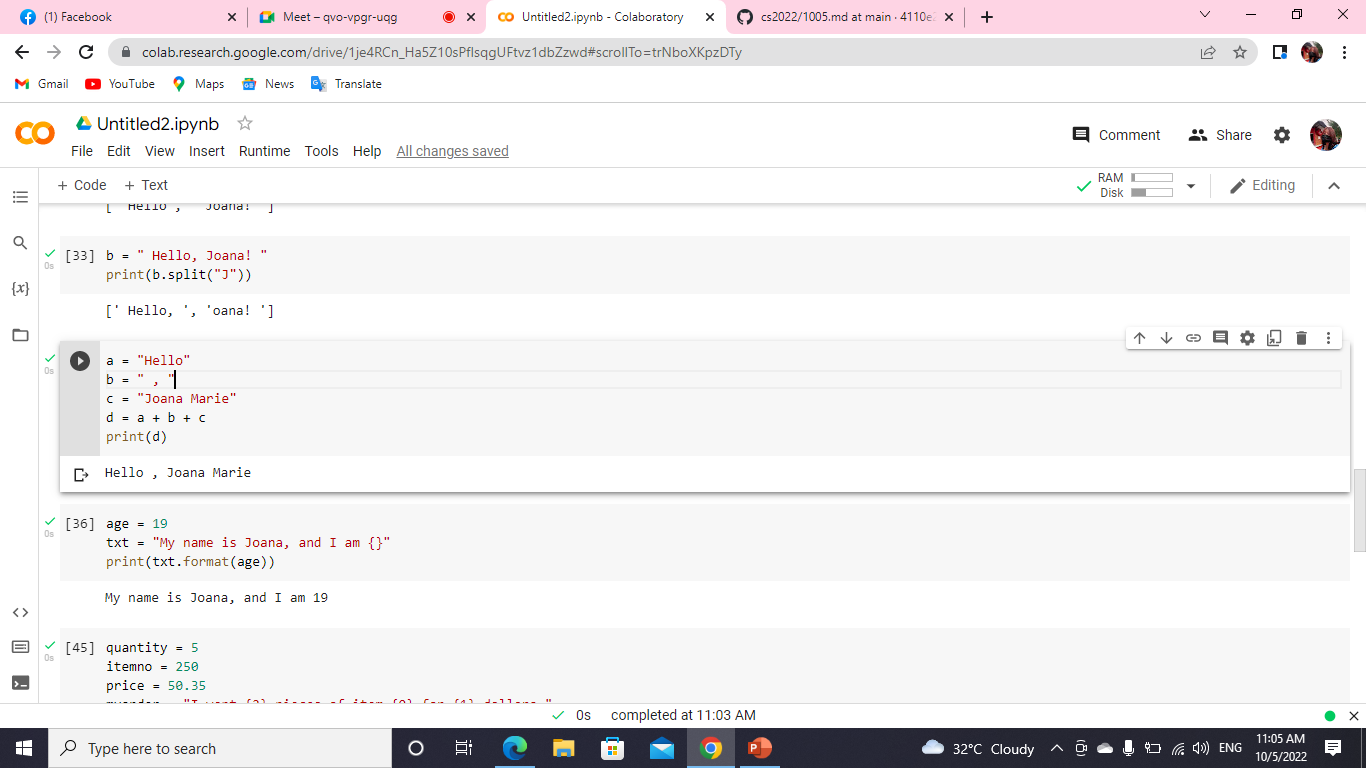 (1) Facebook
Meet – qvo-vpgr-uqg
Untitled2.ipynb - Colaboratory
cs2022/1005.md at main · 4110e
colab.research.google.com/drive/1je4RCn_Ha5Z10sPflsqgUFtvz1dbZzwd#scrollTo=trNboXKpzDTy
Gmail
YouTube
Maps
News
Translate
Untitled2.ipynb
File Edit View Insert Runtime Tools Help All changes saved
Comment
Share
+ Code + Text
RAM
Disk
Editing
[' Hello', ' Joana! ']
[33] b = " Hello, Joana! "
print(b.split("J"))
[' Hello, ', 'oana! ']
a = "Hello"
b = " , "
c = "Joana Marie"
d = a + b + c
print(d)
Hello , Joana Marie
[36] age = 19
txt = "My name is Joana, and I am {}"
print(txt.format(age))
My name is Joana, and I am 19
[45] quantity = 5
itemno = 250
price = 50.35
0s completed at 11:03 AM
Type here to search
32°C Cloudy
ENG
11:05 AM
10/5/2022